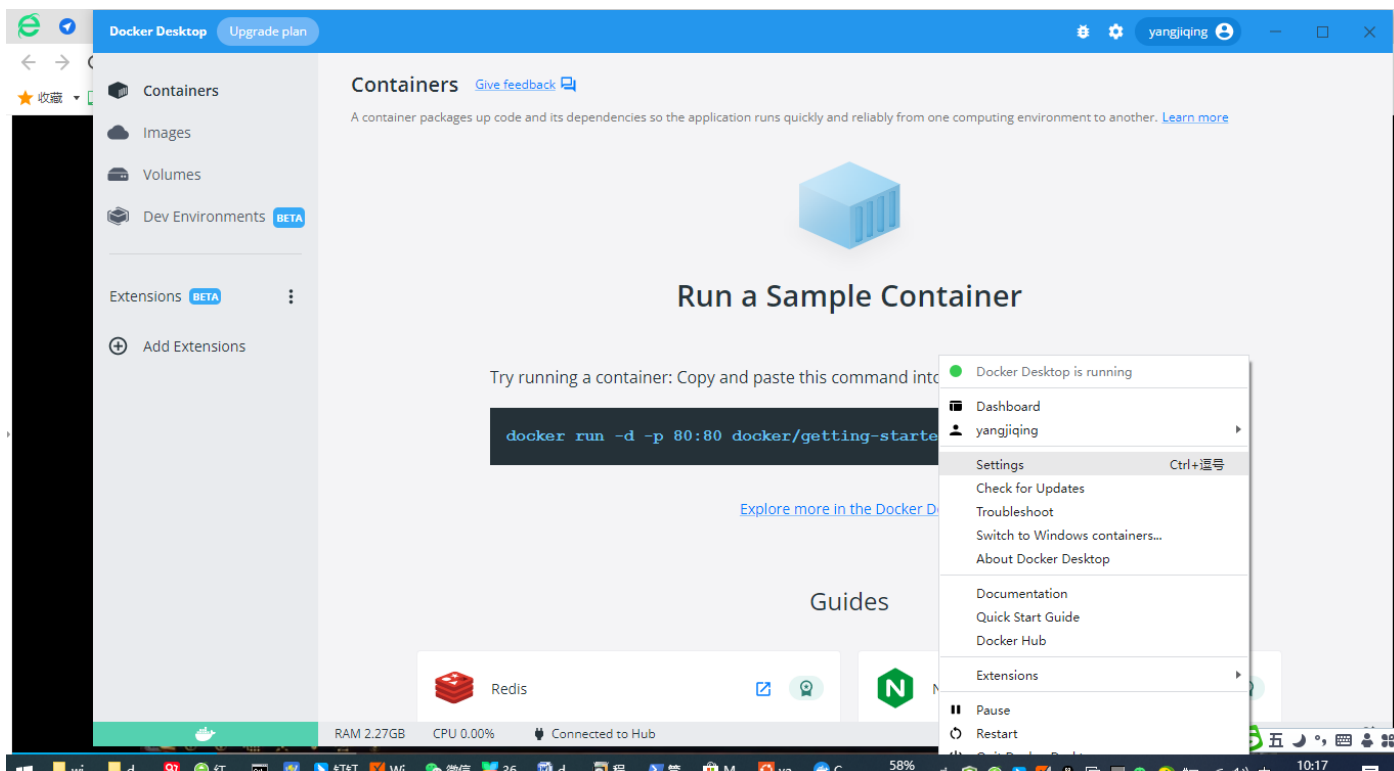 Docker Desktop Upgrade plan yangjiqing
收藏
Containers
Images
Volumes
Dev Environments BETA
Extensions BETA
Add Extensions
Containers Give feedback
A container packages up code and its dependencies so the application runs quickly and reliably from one computing environment to another. Learn more
Run a Sample Container
Try running a container: Copy and paste this command into
docker run -d -p 80:80 docker/getting-starte
Explore more in the Docker D
Guides
Redis
Docker Desktop is running
Dashboard
yangjiqing
Settings Ctrl+逗号
Check for Updates
Troubleshoot
Switch to Windows containers...
About Docker Desktop
Documentation
Quick Start Guide
Docker Hub
Extensions
Pause
Restart
RAM 2.27GB CPU 0.00% Connected to Hub
五
58%
10:17